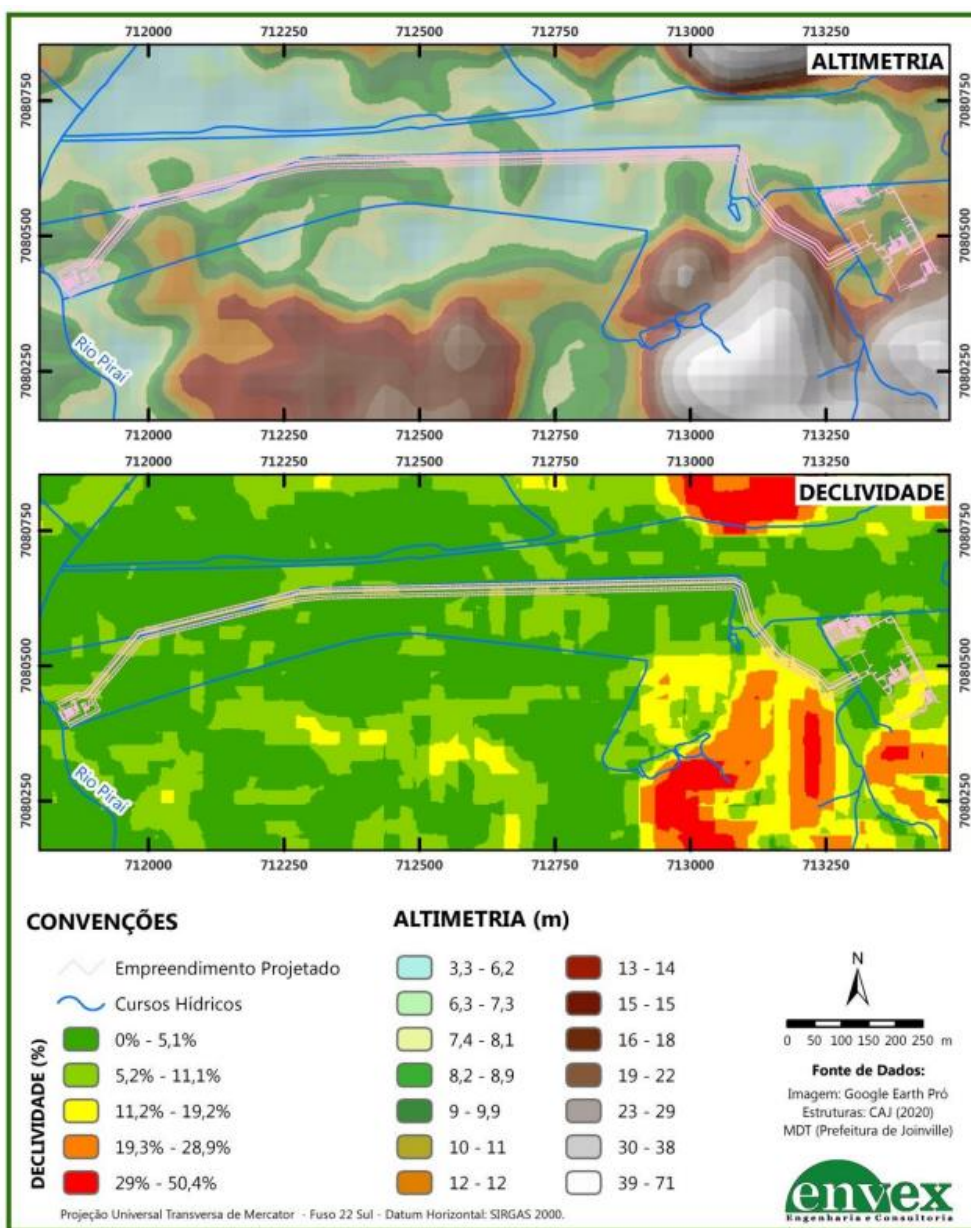 712000 712250 712500 712750 713000 713250
ALTIMETRIA
7080750 7080750
7080500 7080500
7080250 7080250
Rio Piraí
712000 712250 712500 712750 713000 713250
712000 712250 712500 712750 713000 713250
DECLIVIDADE
7080750 7080750
7080500 7080500
7080250 7080250
Rio Piraí
712000 712250 712500 712750 713000 713250
CONVENÇÕES
Empreendimento Projetado
Cursos Hídricos
DECLIVIDADE (%)
0% - 5,1%
5,2% - 11,1%
11,2% - 19,2%
19,3% - 28,9%
29% - 50,4%
ALTIMETRIA (m)
3,3 - 6,2
6,3 - 7,3
7,4 - 8,1
8,2 - 8,9
9 - 9,9
10 - 11
12 - 12
13 - 14
15 - 15
16 - 18
19 - 22
23 - 29
30 - 38
39 - 71
N
0 50 100 150 200 250 m
Fonte de Dados:
Imagem: Google Earth Pró
Estruturas: CAJ (2020)
MDT (Prefeitura de Joinville)
envex
Engenharia e Consultoria
Projeção Universal Transversa de Mercator - Fuso 22 Sul - Datum Horizontal: SIRGAS 2000.